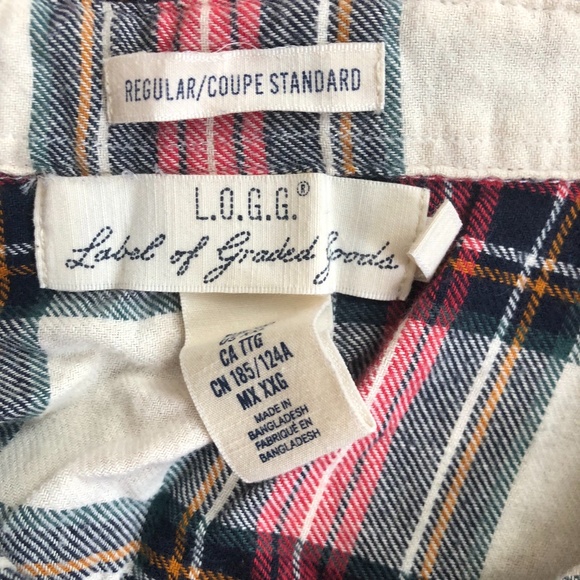 REGULAR/COUPE STANDARD
L.O.G.G.®
Label of Graded Goods
CA TTG
CN 185/124A
MX XXG
MADE IN
BANGLADESH
FABRIQUÉ EN
BANGLADESH